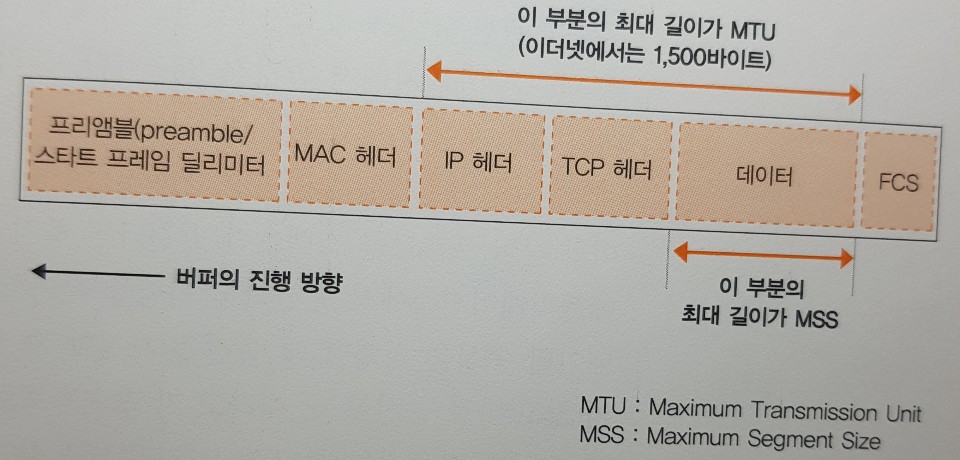 이 부분의 최대 길이가 MTU
(이더넷에서는 1,500바이트)
프리앰블(preamble/
스타트 프레임 딜리미터
MAC 헤더
IP 헤더
TCP 헤더
데이터
FCS
버퍼의 진행 방향
이 부분의
최대 길이가 MSS
MTU : Maximum Transmission Unit
MSS : Maximum Segment Size